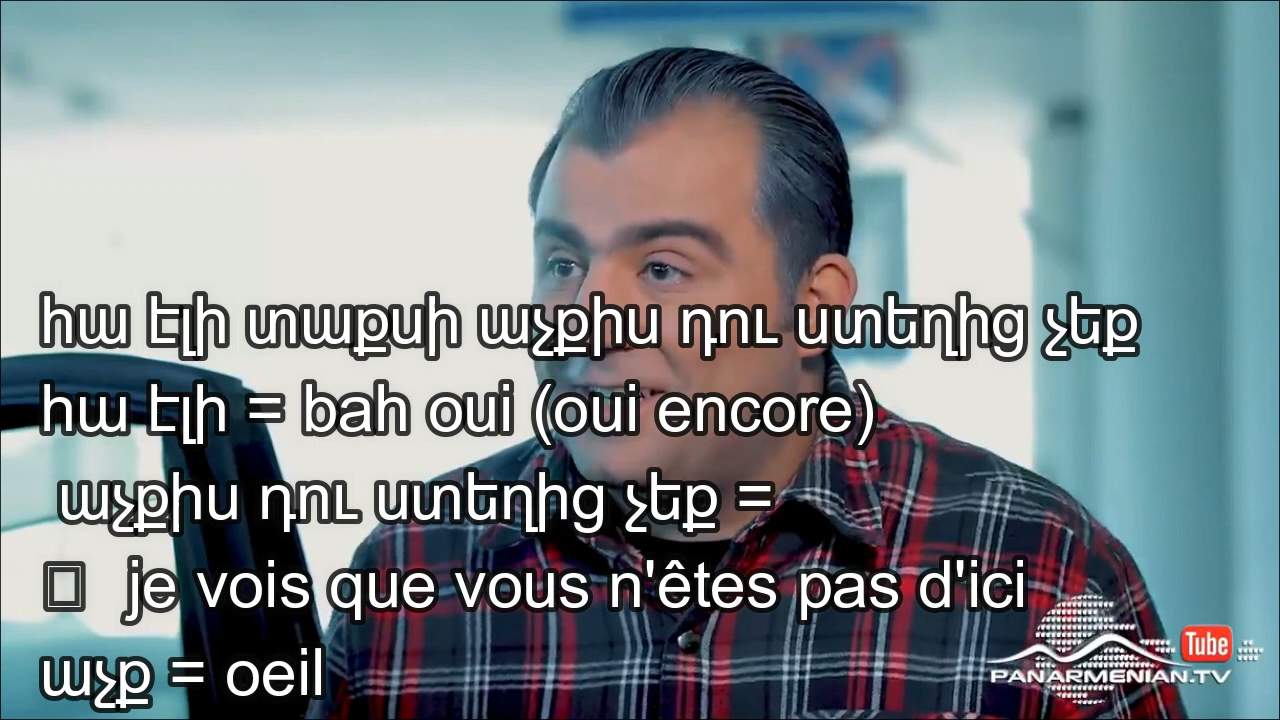 հա էլի տաքսի աչքիս դու ստեղից չեք
հա էլի = bah oui (oui encore)
աչքիս դու ստեղից չեք =
je vois que vous n'êtes pas d'ici
աչք = oeil
Tube
PANARMENIAN.TV